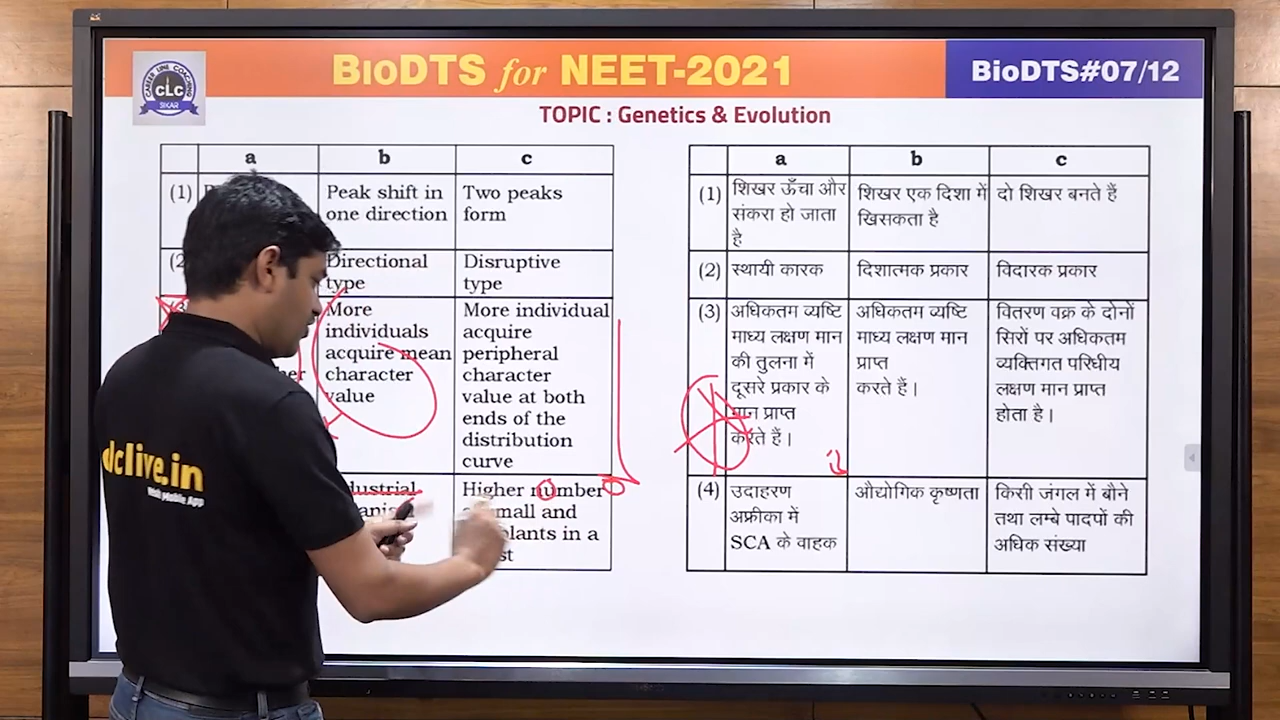 BIODTS for NEET-2021
BioDTS#07/12
CAREER LINE COACHING
CLC
SIKAR
TOPIC : Genetics & Evolution
a b c
(1) Peak shift in Two peaks
one direction form
Directional Disruptive
type type
More More individual
individuals acquire
acquire mean peripheral
character character
value value at both
ends of the
distribution
curve
Higher number
small and
in a
a b c
(1) शिखर ऊँचा और शिखर एक दिशा में दो शिखर बनते हैं
संकरा हो जाता खिसकता है
है
(2) स्थायी कारक दिशात्मक प्रकार विदारक प्रकार
(3) अधिकतम व्यष्टि अधिकतम व्यष्टि वितरण वक्र के दोनों
माध्य लक्षण मान माध्य लक्षण मान सिरों पर अधिकतम
की तुलना में प्राप्त व्यक्तिगत परिधीय
दूसरे प्रकार के करते हैं। लक्षण मान प्राप्त
मान प्राप्त होता है।
करते हैं।
(4) उदाहरण औद्योगिक कृष्णता किसी जंगल में बौने
अफ्रीका में तथा लम्बे पादपों की
SCA के वाहक अधिक संख्या
clive.in